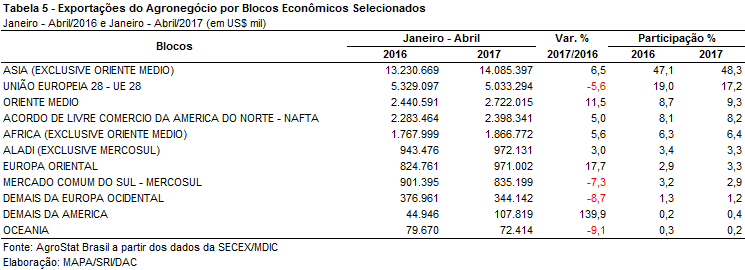 Tabela 5 - Exportações do Agronegócio por Blocos Econômicos Selecionados
Janeiro - Abril/2016 e Janeiro - Abril/2017 (em US$ mil)
Blocos Janeiro - Abril Var. % Participação %
2016 2017 2017/2016 2016 2017
ASIA (EXCLUSIVE ORIENTE MEDIO) 13.230.669 14.085.397 6,5 47,1 48,3
UNIÃO EUROPEIA 28 - UE 28 5.329.097 5.033.294 -5,6 19,0 17,2
ORIENTE MEDIO 2.440.591 2.722.015 11,5 8,7 9,3
ACORDO DE LIVRE COMERCIO DA AMERICA DO NORTE - NAFTA 2.283.464 2.398.341 5,0 8,1 8,2
AFRICA (EXCLUSIVE ORIENTE MEDIO) 1.767.999 1.866.772 5,6 6,3 6,4
ALADI (EXCLUSIVE MERCOSUL) 943.476 972.131 3,0 3,4 3,3
EUROPA ORIENTAL 824.761 971.002 17,7 2,9 3,3
MERCADO COMUM DO SUL - MERCOSUL 901.395 835.199 -7,3 3,2 2,9
DEMAIS DA EUROPA OCIDENTAL 376.961 344.142 -8,7 1,3 1,2
DEMAIS DA AMERICA 44.946 107.819 139,9 0,2 0,4
OCEANIA 79.670 72.414 -9,1 0,3 0,2
Fonte: AgroStat Brasil a partir dos dados da SECEX/MDIC
Elaboração: MAPA/SRI/DAC